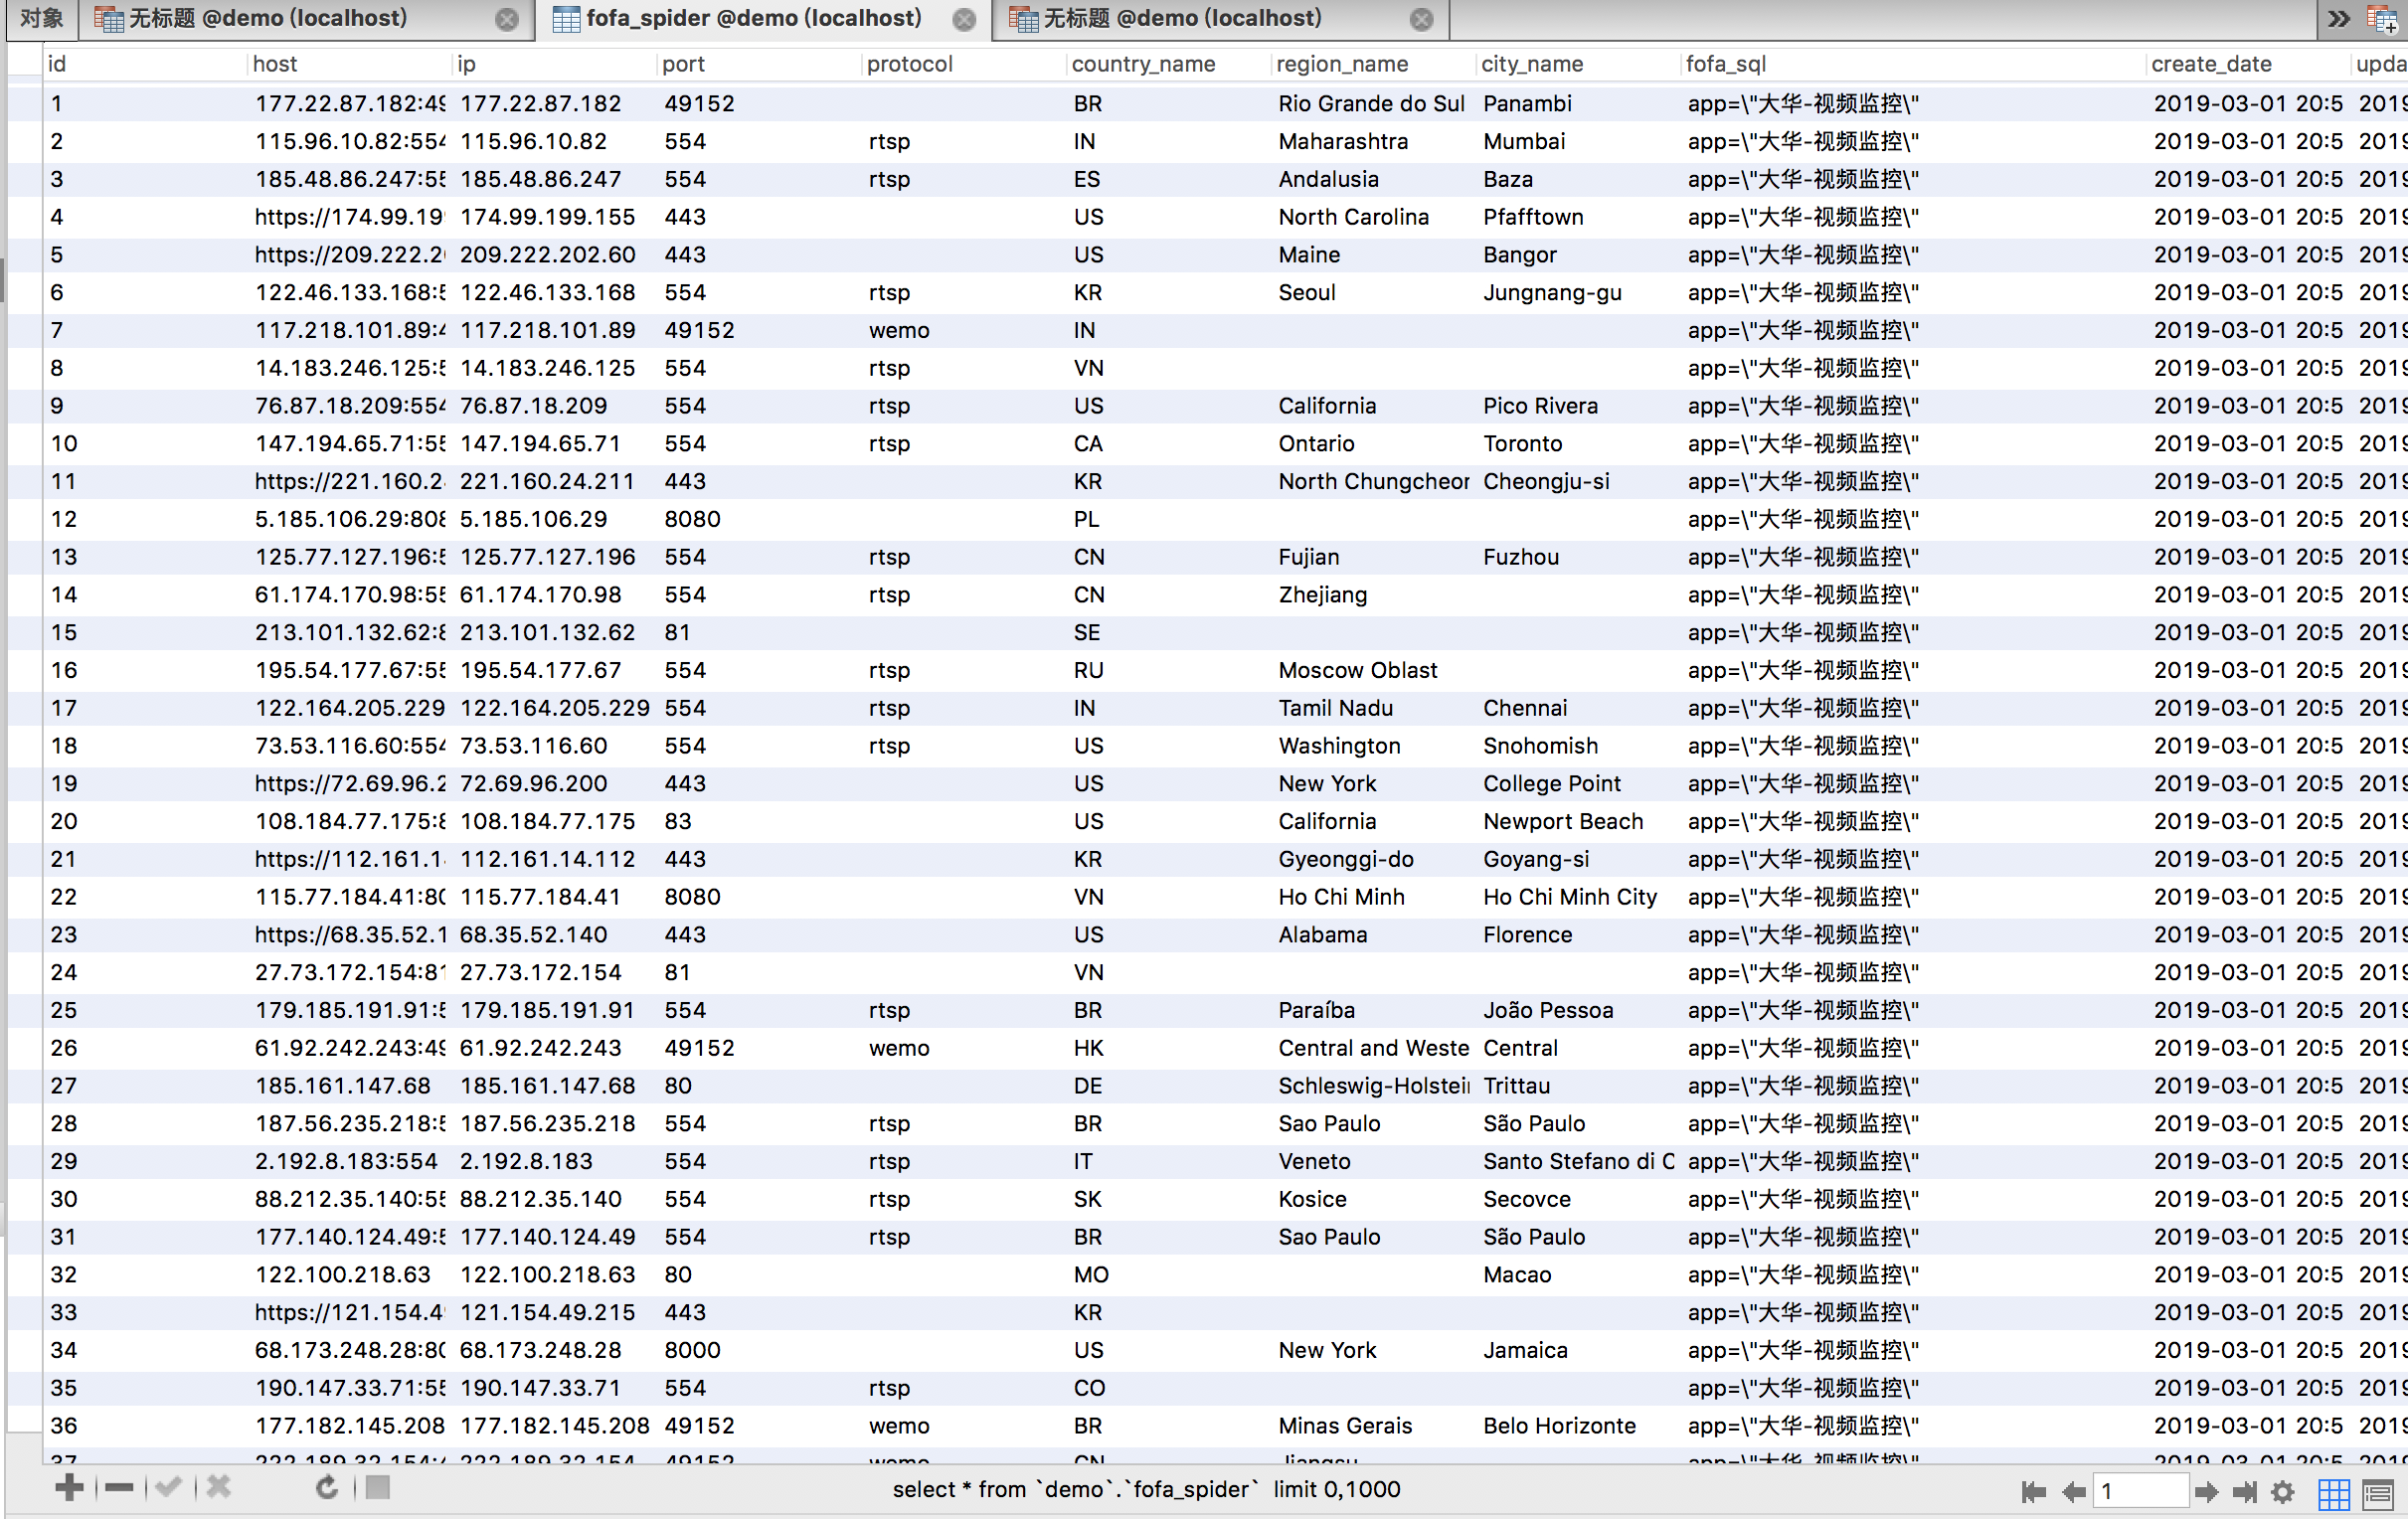 对象 无标题 @demo (localhost) fofa_spider @demo (localhost) 无标题 @demo (localhost)
id host ip port protocol country_name region_name city_name fofa_sql create_date upda
1 177.22.87.182:49 177.22.87.182 49152 BR Rio Grande do Sul Panambi app=\"大华-视频监控\" 2019-03-01 20:5 2019
2 115.96.10.82:554 115.96.10.82 554 rtsp IN Maharashtra Mumbai app=\"大华-视频监控\" 2019-03-01 20:5 2019
3 185.48.86.247:55 185.48.86.247 554 rtsp ES Andalusia Baza app=\"大华-视频监控\" 2019-03-01 20:5 2019
4 https://174.99.19 174.99.199.155 443 US North Carolina Pfafftown app=\"大华-视频监控\" 2019-03-01 20:5 2019
5 https://209.222.20 209.222.202.60 443 US Maine Bangor app=\"大华-视频监控\" 2019-03-01 20:5 2019
6 122.46.133.168:5 122.46.133.168 554 rtsp KR Seoul Jungnang-gu app=\"大华-视频监控\" 2019-03-01 20:5 2019
7 117.218.101.89:4 117.218.101.89 49152 wemo IN app=\"大华-视频监控\" 2019-03-01 20:5 2019
8 14.183.246.125:5 14.183.246.125 554 rtsp VN app=\"大华-视频监控\" 2019-03-01 20:5 2019
9 76.87.18.209:554 76.87.18.209 554 rtsp US California Pico Rivera app=\"大华-视频监控\" 2019-03-01 20:5 2019
10 147.194.65.71:55 147.194.65.71 554 rtsp CA Ontario Toronto app=\"大华-视频监控\" 2019-03-01 20:5 2019
11 https://221.160.2 221.160.24.211 443 KR North Chungcheon Cheongju-si app=\"大华-视频监控\" 2019-03-01 20:5 2019
12 5.185.106.29:808 5.185.106.29 8080 PL app=\"大华-视频监控\" 2019-03-01 20:5 2019
13 125.77.127.196:5 125.77.127.196 554 rtsp CN Fujian Fuzhou app=\"大华-视频监控\" 2019-03-01 20:5 2019
14 61.174.170.98:55 61.174.170.98 554 rtsp CN Zhejiang app=\"大华-视频监控\" 2019-03-01 20:5 2019
15 213.101.132.62:8 213.101.132.62 81 SE app=\"大华-视频监控\" 2019-03-01 20:5 2019
16 195.54.177.67:55 195.54.177.67 554 rtsp RU Moscow Oblast app=\"大华-视频监控\" 2019-03-01 20:5 2019
17 122.164.205.229 122.164.205.229 554 rtsp IN Tamil Nadu Chennai app=\"大华-视频监控\" 2019-03-01 20:5 2019
18 73.53.116.60:554 73.53.116.60 554 rtsp US Washington Snohomish app=\"大华-视频监控\" 2019-03-01 20:5 2019
19 https://72.69.96.2 72.69.96.200 443 US New York College Point app=\"大华-视频监控\" 2019-03-01 20:5 2019
20 108.184.77.175:8 108.184.77.175 83 US California Newport Beach app=\"大华-视频监控\" 2019-03-01 20:5 2019
21 https://112.161.1 112.161.14.112 443 KR Gyeonggi-do Goyang-si app=\"大华-视频监控\" 2019-03-01 20:5 2019
22 115.77.184.41:80 115.77.184.41 8080 VN Ho Chi Minh Ho Chi Minh City app=\"大华-视频监控\" 2019-03-01 20:5 2019
23 https://68.35.52.1 68.35.52.140 443 US Alabama Florence app=\"大华-视频监控\" 2019-03-01 20:5 2019
24 27.73.172.154:81 27.73.172.154 81 VN app=\"大华-视频监控\" 2019-03-01 20:5 2019
25 179.185.191.91:5 179.185.191.91 554 rtsp BR Paraíba João Pessoa app=\"大华-视频监控\" 2019-03-01 20:5 2019
26 61.92.242.243:49 61.92.242.243 49152 wemo HK Central and Weste Central app=\"大华-视频监控\" 2019-03-01 20:5 2019
27 185.161.147.68 185.161.147.68 80 DE Schleswig-Holstein Trittau app=\"大华-视频监控\" 2019-03-01 20:5 2019
28 187.56.235.218:5 187.56.235.218 554 rtsp BR Sao Paulo São Paulo app=\"大华-视频监控\" 2019-03-01 20:5 2019
29 2.192.8.183:554 2.192.8.183 554 rtsp IT Veneto Santo Stefano di C app=\"大华-视频监控\" 2019-03-01 20:5 2019
30 88.212.35.140:55 88.212.35.140 554 rtsp SK Kosice Secovce app=\"大华-视频监控\" 2019-03-01 20:5 2019
31 177.140.124.49:5 177.140.124.49 554 rtsp BR Sao Paulo São Paulo app=\"大华-视频监控\" 2019-03-01 20:5 2019
32 122.100.218.63 122.100.218.63 80 MO Macao app=\"大华-视频监控\" 2019-03-01 20:5 2019
33 https://121.154.49 121.154.49.215 443 KR app=\"大华-视频监控\" 2019-03-01 20:5 2019
34 68.173.248.28:80 68.173.248.28 8000 US New York Jamaica app=\"大华-视频监控\" 2019-03-01 20:5 2019
35 190.147.33.71:55 190.147.33.71 554 rtsp CO app=\"大华-视频监控\" 2019-03-01 20:5 2019
36 177.182.145.208 177.182.145.208 49152 wemo BR Minas Gerais Belo Horizonte app=\"大华-视频监控\" 2019-03-01 20:5 2019
37 222.189.32.154:4 222.189.32.154 49152 wemo CN Jiangsu app=\"大华-视频监控\" 2019-03-01 20:5 2019
select * from `demo`.`fofa_spider` limit 0,1000 1